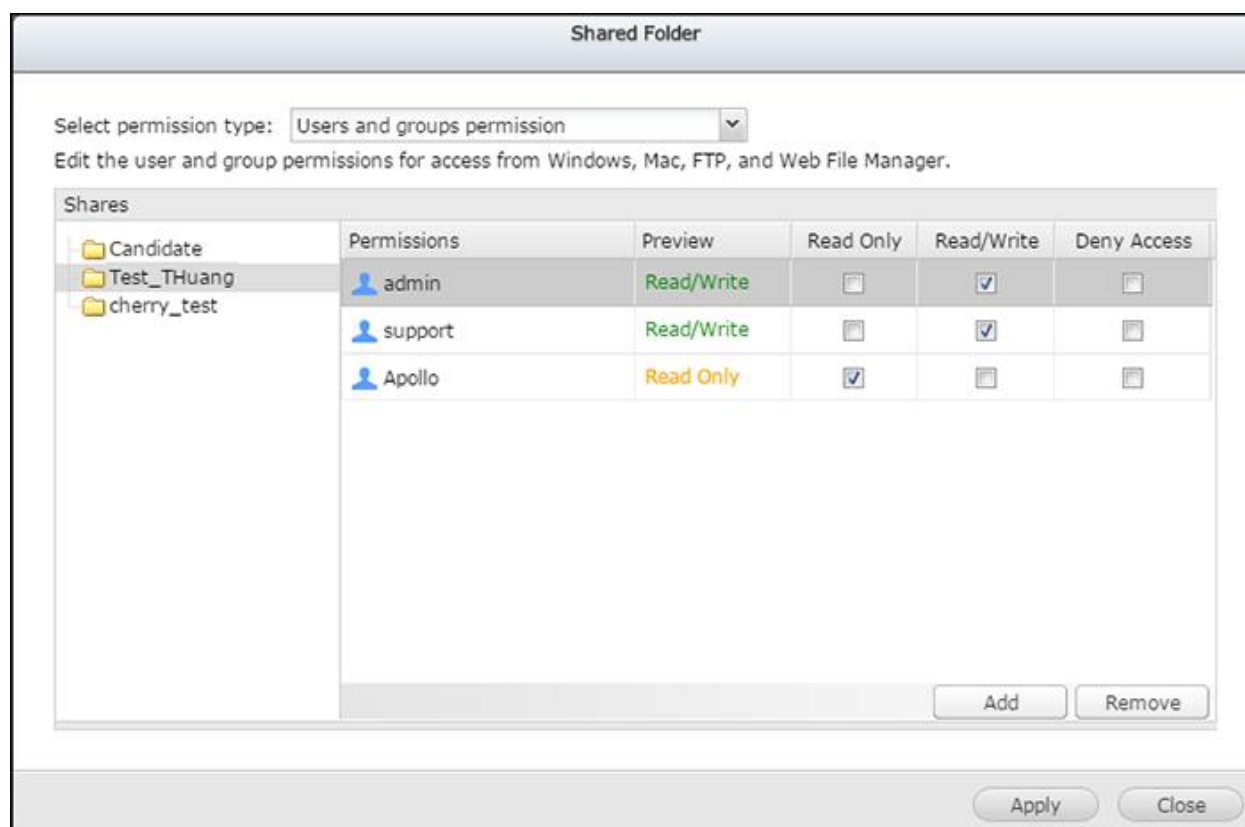 Shared Folder
Select permission type: Users and groups permission
Edit the user and group permissions for access from Windows, Mac, FTP, and Web File Manager.
Shares
Candidate
Test_THuang
cherry_test
Permissions Preview Read Only Read/Write Deny Access
admin Read/Write
support Read/Write
Apollo Read Only
Add Remove
Apply Close